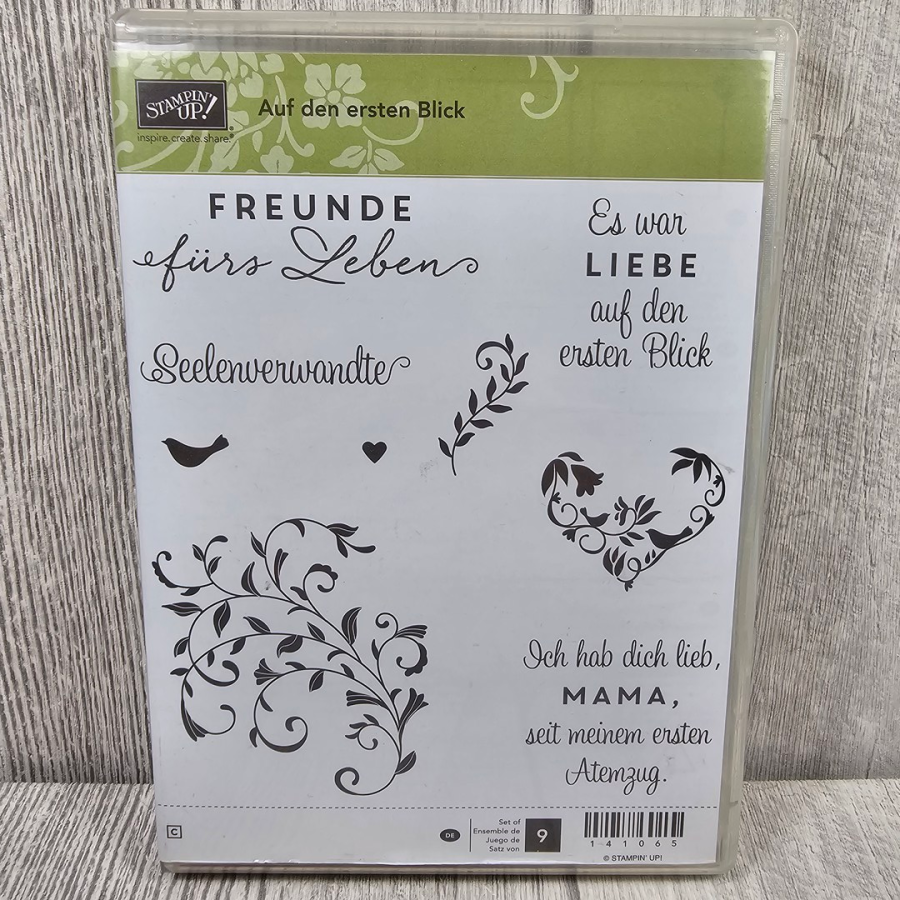 STAMPIN' UP!
inspire.create.share.®
Auf den ersten Blick
FREUNDE
fürs Leben
Es war
LIEBE
auf den
ersten Blick
Seelenverwandte
Ich hab dich lieb,
MAMA,
seit meinem ersten
Atemzug.
C
DE
Set of
Ensemble de
Juego de
Satz von
9
1-41065
© STAMPIN' UP!